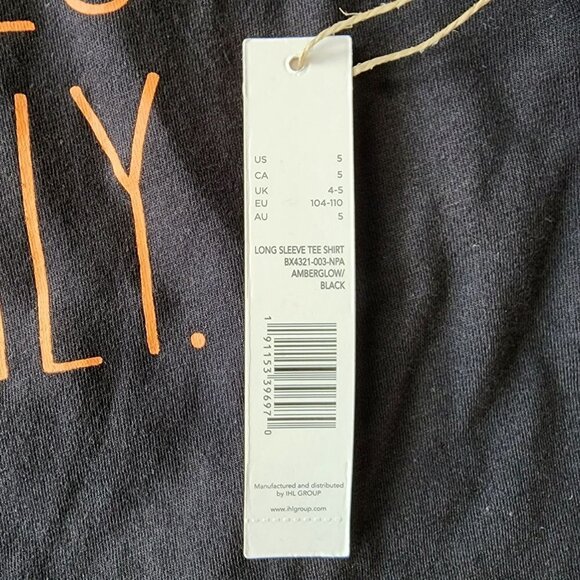 LY.
US 5
CA 5
UK 4-5
EU 104-110
AU 5
LONG SLEEVE TEE SHIRT
BX4321-003-NPA
AMBERGLOW/
BLACK
1 91153 39697 0
Manufactured and distributed
by IHL GROUP
www.ihlgroup.com